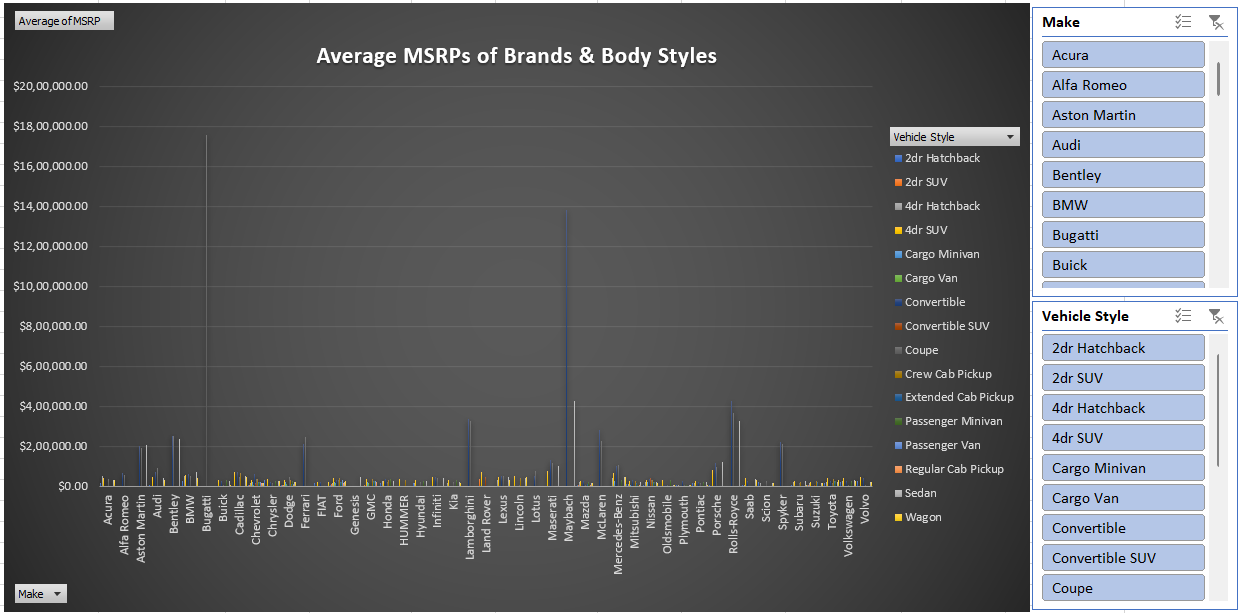 Average of MSRP
Average MSRPs of Brands & Body Styles
$20,00,000.00
$18,00,000.00
$16,00,000.00
$14,00,000.00
$12,00,000.00
$10,00,000.00
$8,00,000.00
$6,00,000.00
$4,00,000.00
$2,00,000.00
$0.00
Acura
Alfa Romeo
Aston Martin
Audi
Bentley
BMW
Bugatti
Buick
Cadillac
Chevrolet
Chrysler
Dodge
Ferrari
FIAT
Ford
Genesis
GMC
Honda
HUMMER
Hyundai
Infiniti
Kia
Lamborghini
Land Rover
Lexus
Lincoln
Lotus
Maserati
Maybach
Mazda
McLaren
Mercedes-Benz
Mitsubishi
Nissan
Oldsmobile
Plymouth
Pontiac
Porsche
Rolls-Royce
Saab
Scion
Spyker
Subaru
Suzuki
Toyota
Volkswagen
Volvo
Make
Vehicle Style
2dr Hatchback
2dr SUV
4dr Hatchback
4dr SUV
Cargo Minivan
Cargo Van
Convertible
Convertible SUV
Coupe
Crew Cab Pickup
Extended Cab Pickup
Passenger Minivan
Passenger Van
Regular Cab Pickup
Sedan
Wagon
Make
Acura
Alfa Romeo
Aston Martin
Audi
Bentley
BMW
Bugatti
Buick
Vehicle Style
2dr Hatchback
2dr SUV
4dr Hatchback
4dr SUV
Cargo Minivan
Cargo Van
Convertible
Convertible SUV
Coupe